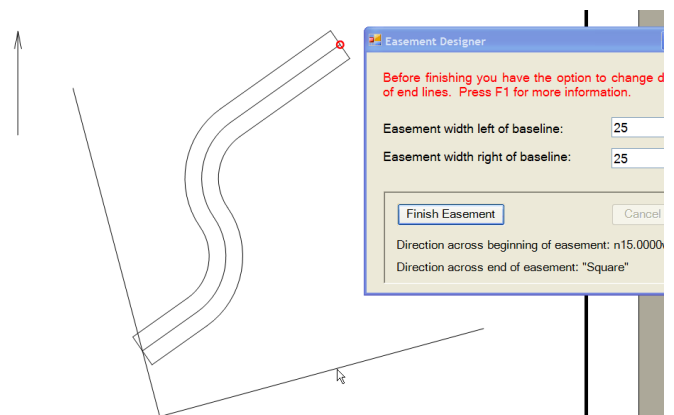 Easement Designer
Before finishing you have the option to change d
of end lines. Press F1 for more information.
Easement width left of baseline:
25
Easement width right of baseline:
25
Finish Easement
Cancel
Direction across beginning of easement: n15.0000
Direction across end of easement: "Square"